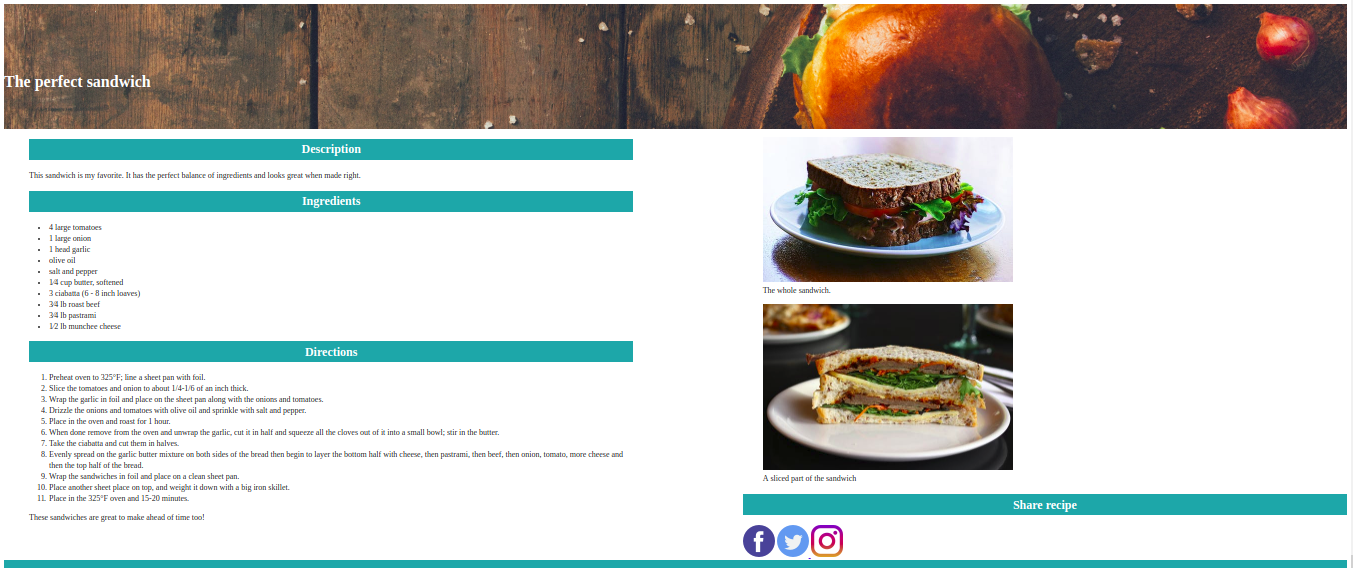 The perfect sandwich
Description
This sandwich is my favorite. It has the perfect balance of ingredients and looks great when made right.
Ingredients
• 4 large tomatoes
• 1 large onion
• 1 head garlic
• olive oil
• salt and pepper
• 1⁄4 cup butter, softened
• 3 ciabatta (6 - 8 inch loaves)
• 3⁄4 lb roast beef
• 3⁄4 lb pastrami
• 1⁄2 lb munchee cheese
Directions
1. Preheat oven to 325°F; line a sheet pan with foil.
2. Slice the tomatoes and onion to about 1/4-1/6 of an inch thick.
3. Wrap the garlic in foil and place on the sheet pan along with the onions and tomatoes.
4. Drizzle the onions and tomatoes with olive oil and sprinkle with salt and pepper.
5. Place in the oven and roast for 1 hour.
6. When done remove from the oven and unwrap the garlic, cut it in half and squeeze all the cloves out of it into a small bowl; stir in the butter.
7. Take the ciabatta and cut them in halves.
8. Evenly spread on the garlic butter mixture on both sides of the bread then begin to layer the bottom half with cheese, then pastrami, then beef, then onion, tomato, more cheese and
then the top half of the bread.
9. Wrap the sandwiches in foil and place on a clean sheet pan.
10. Place another sheet place on top, and weight it down with a big iron skillet.
11. Place in the 325°F oven and 15-20 minutes.
These sandwiches are great to make ahead of time too!
The whole sandwich.
A sliced part of the sandwich
Share recipe